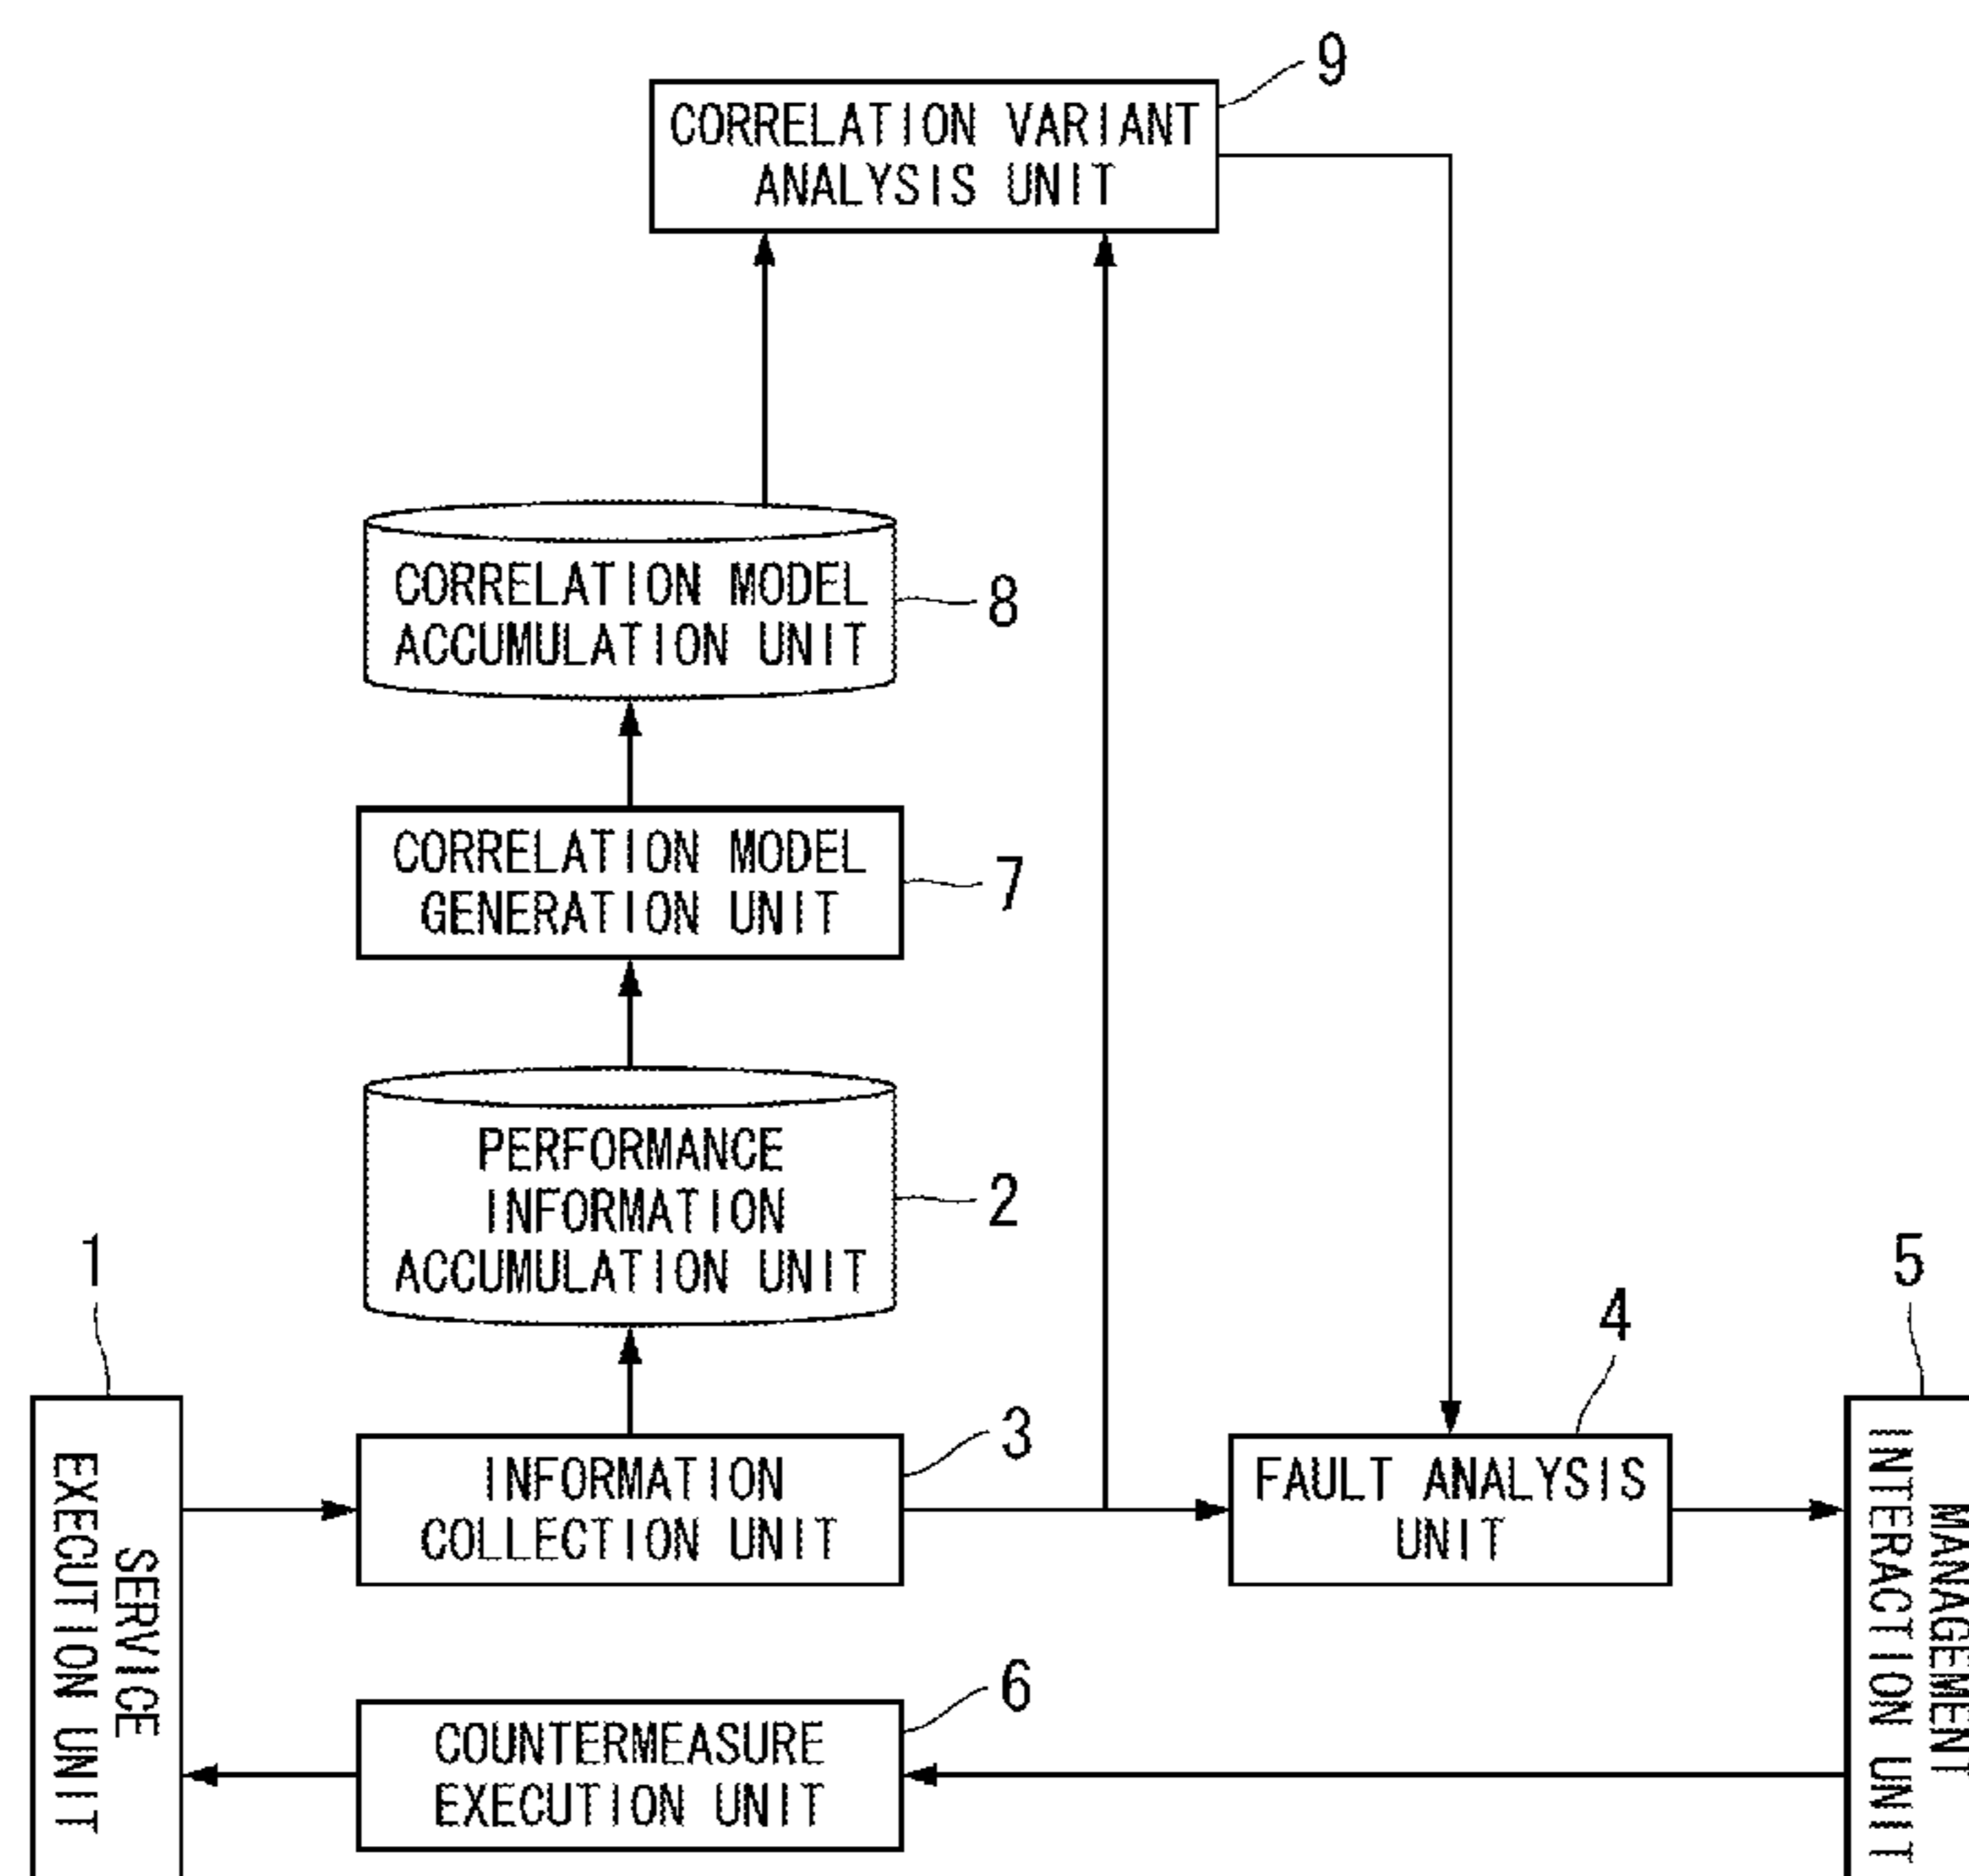 9
CORRELATION VARIANT
ANALYSIS UNIT
CORRELATION MODEL
ACCUMULATION UNIT
8
CORRELATION MODEL
GENERATION UNIT
7
PERFORMANCE
INFORMATION
ACCUMULATION UNIT
2
1
SERVICE
EXECUTION UNIT
INFORMATION
COLLECTION UNIT
3
4
FAULT ANALYSIS
UNIT
5
MANAGEMENT
INTERACTION UNIT
6
COUNTERMEASURE
EXECUTION UNIT